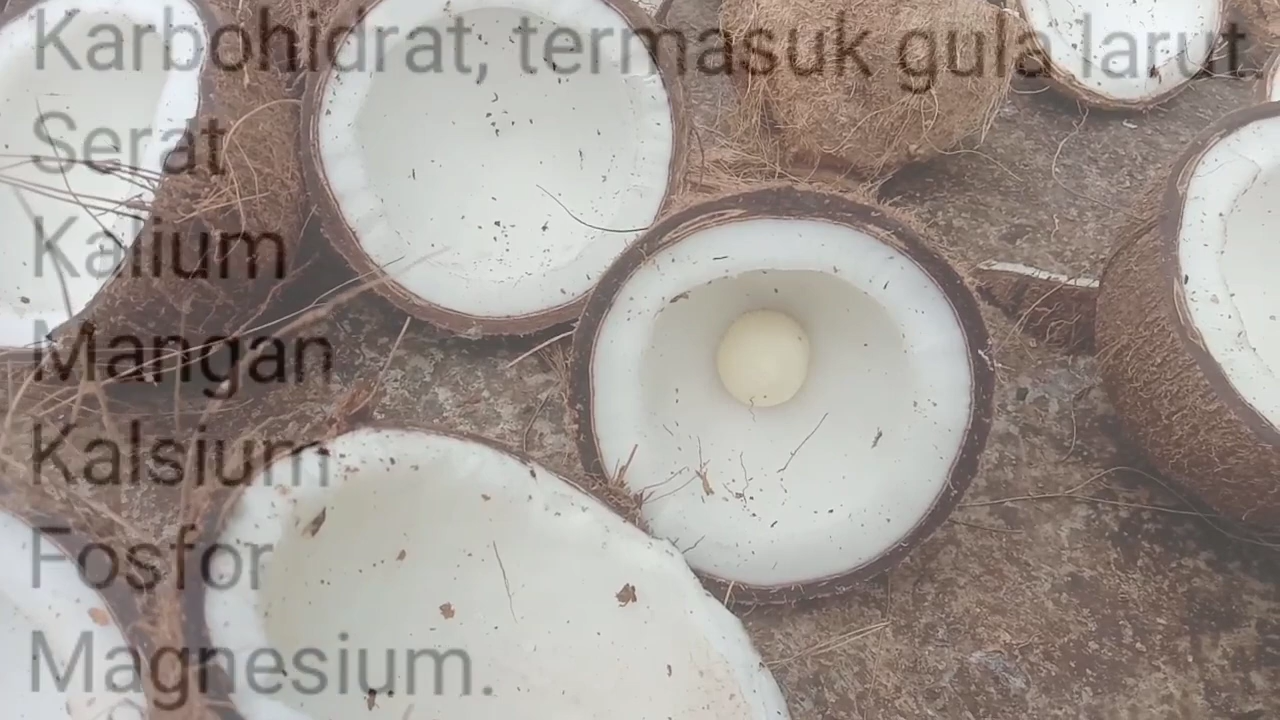 Karbohidrat, termasuk gula larut.
Serat
Kalium
Mangan
Kalsium
Fosfor
Magnesium.